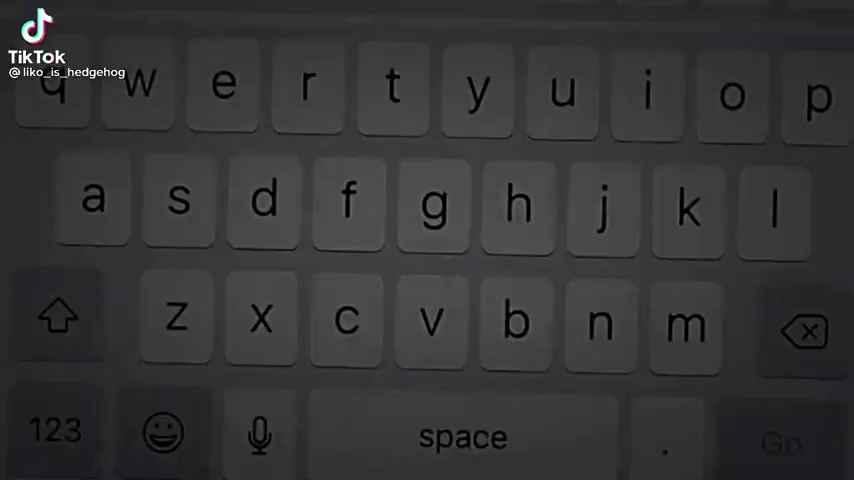 TikTok
@liko_is_hedgehog
q w e r t y u i o p
a s d f g h j k l
z x c v b n m
123 space . Go